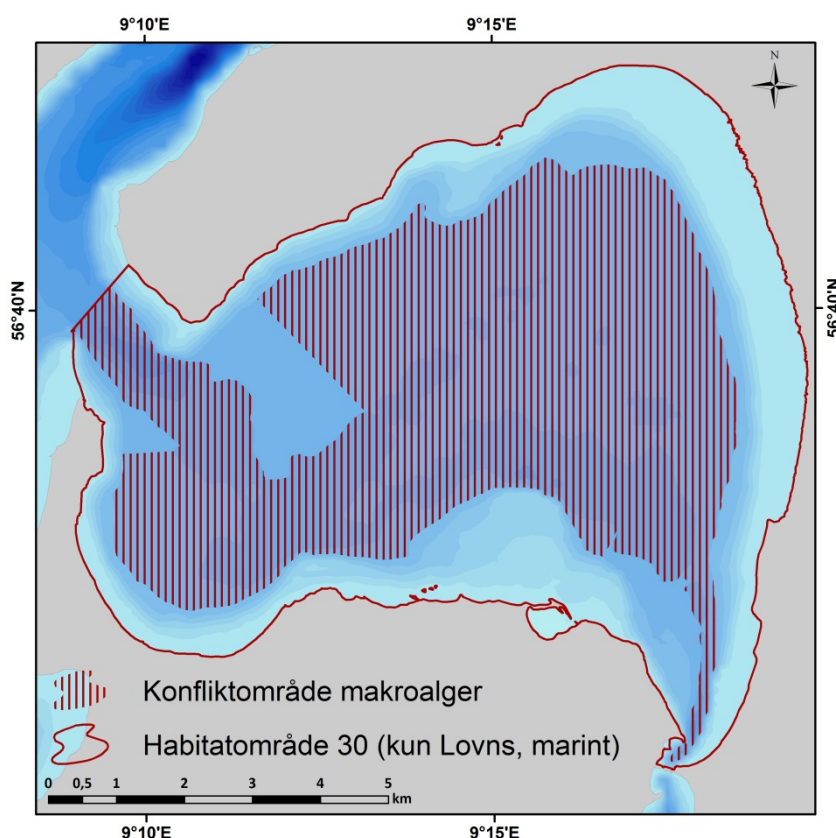 9°10'E 9°15'E
N
56°40'N 56°40'N
Konfliktområde makroalger
Habitatområde 30 (kun Lovns, marint)
0 0,5 1 2 3 4 5
km
9°10'E 9°15'E